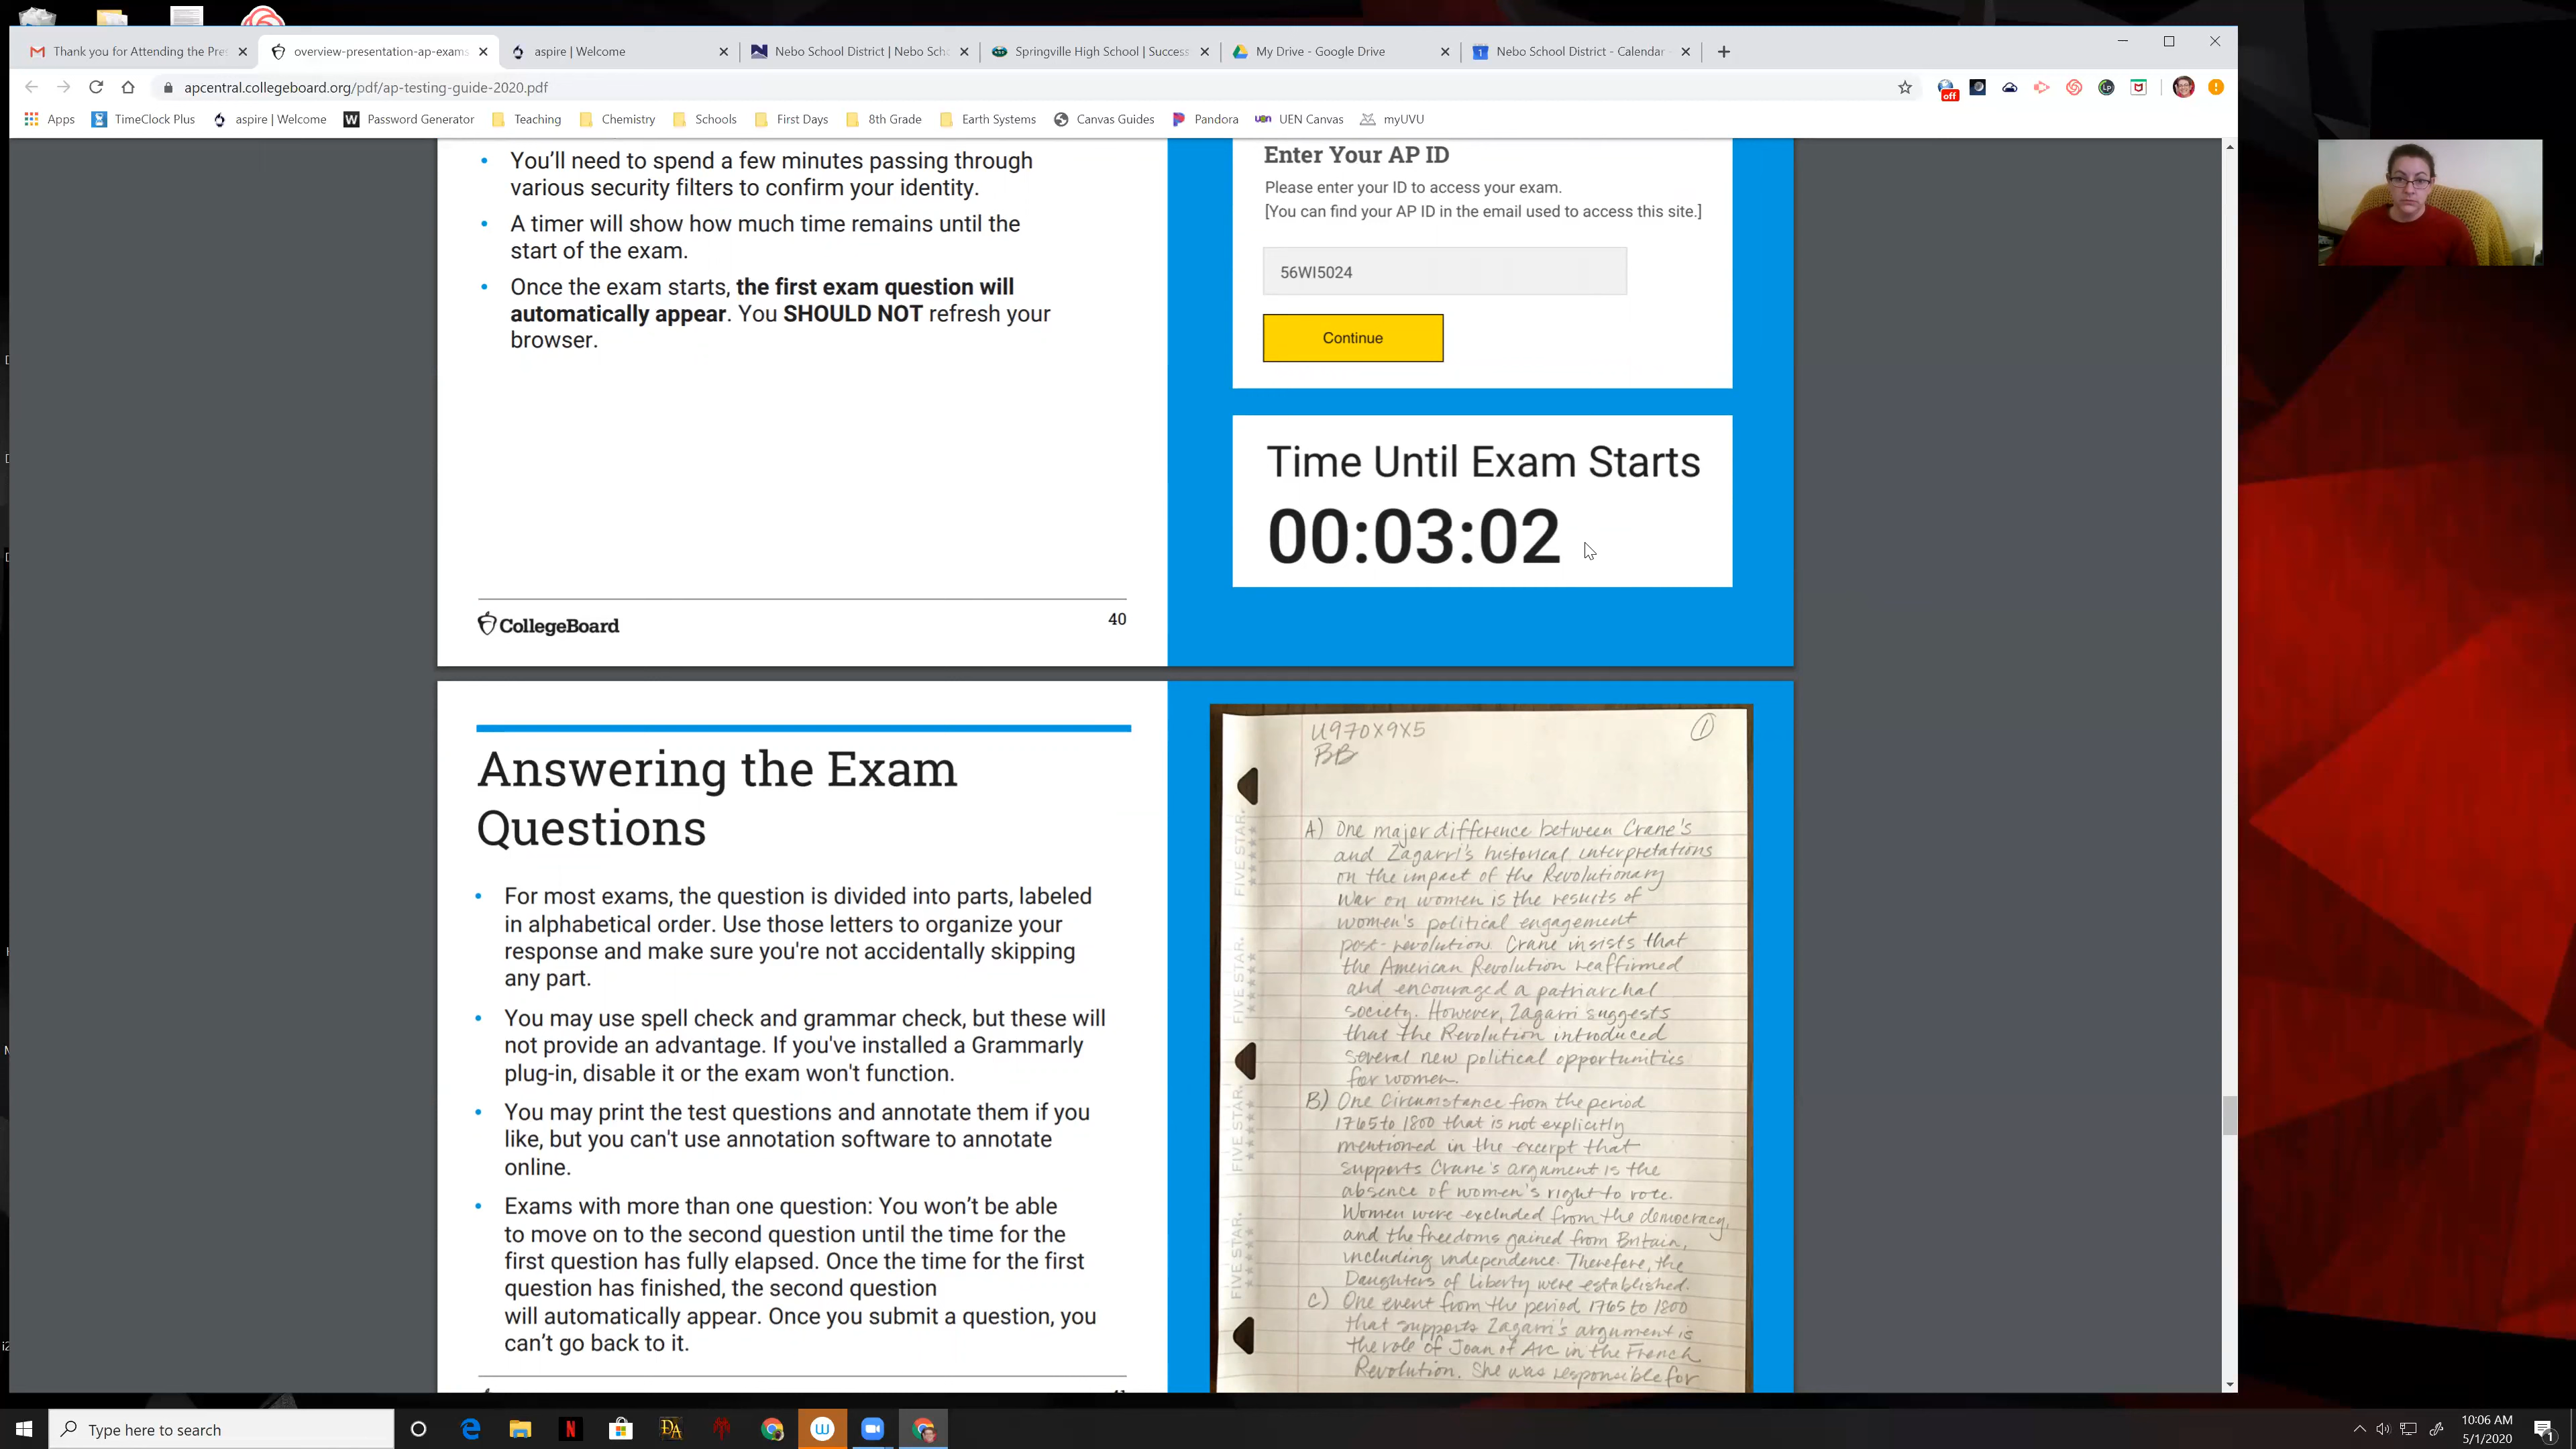 Thank you for Attending the Pre
overview-presentation-ap-exams
aspire | Welcome
Nebo School District | Nebo Sch
Springville High School | Success
My Drive - Google Drive
Nebo School District - Calendar
apcentral.collegeboard.org/pdf/ap-testing-guide-2020.pdf
off
Apps
TimeClock Plus
aspire | Welcome
Password Generator
Teaching
Chemistry
Schools
First Days
8th Grade
Earth Systems
Canvas Guides
Pandora
UEN Canvas
myUVU
• You'll need to spend a few minutes passing through
various security filters to confirm your identity.
• A timer will show how much time remains until the
start of the exam.
• Once the exam starts, the first exam question will
automatically appear. You SHOULD NOT refresh your
browser.
Enter Your AP ID
Please enter your ID to access your exam.
[You can find your AP ID in the email used to access this site.]
56WI5024
Continue
Time Until Exam Starts
00:03:02
CollegeBoard
40
Answering the Exam
Questions
• For most exams, the question is divided into parts, labeled
in alphabetical order. Use those letters to organize your
response and make sure you're not accidentally skipping
any part.
• You may use spell check and grammar check, but these will
not provide an advantage. If you've installed a Grammarly
plug-in, disable it or the exam won't function.
• You may print the test questions and annotate them if you
like, but you can't use annotation software to annotate
online.
• Exams with more than one question: You won't be able
to move on to the second question until the time for the
first question has fully elapsed. Once the time for the first
question has finished, the second question
will automatically appear. Once you submit a question, you
can't go back to it.
U970X9X5
BB
1
FIVE STAR
FIVE STAR
FIVE STAR
FIVE STAR
A) One major difference between Crane's
and Zagarri's historical interpretations
on the impact of the Revolutionary
War on women is the results of
women's political engagement
post-revolution. Crane insists that
the American Revolution reaffirmed
and encouraged a patriarchal
society. However, Zagarri suggests
that the Revolution introduced
several new political opportunities
for women.
B) One circumstance from the period
1765 to 1800 that is not explicitly
mentioned in the excerpt that
supports Crane's argument is the
absence of women's right to vote.
Women were excluded from the democracy,
and the freedoms gained from Britain,
including independence. Therefore, the
Daughters of Liberty were established.
C) One event from the period 1765 to 1800
that supports Zagarri's argument is
the role of Joan of Arc in the French
Revolution. She was responsible for
Type here to search
10:06 AM
5/1/2020